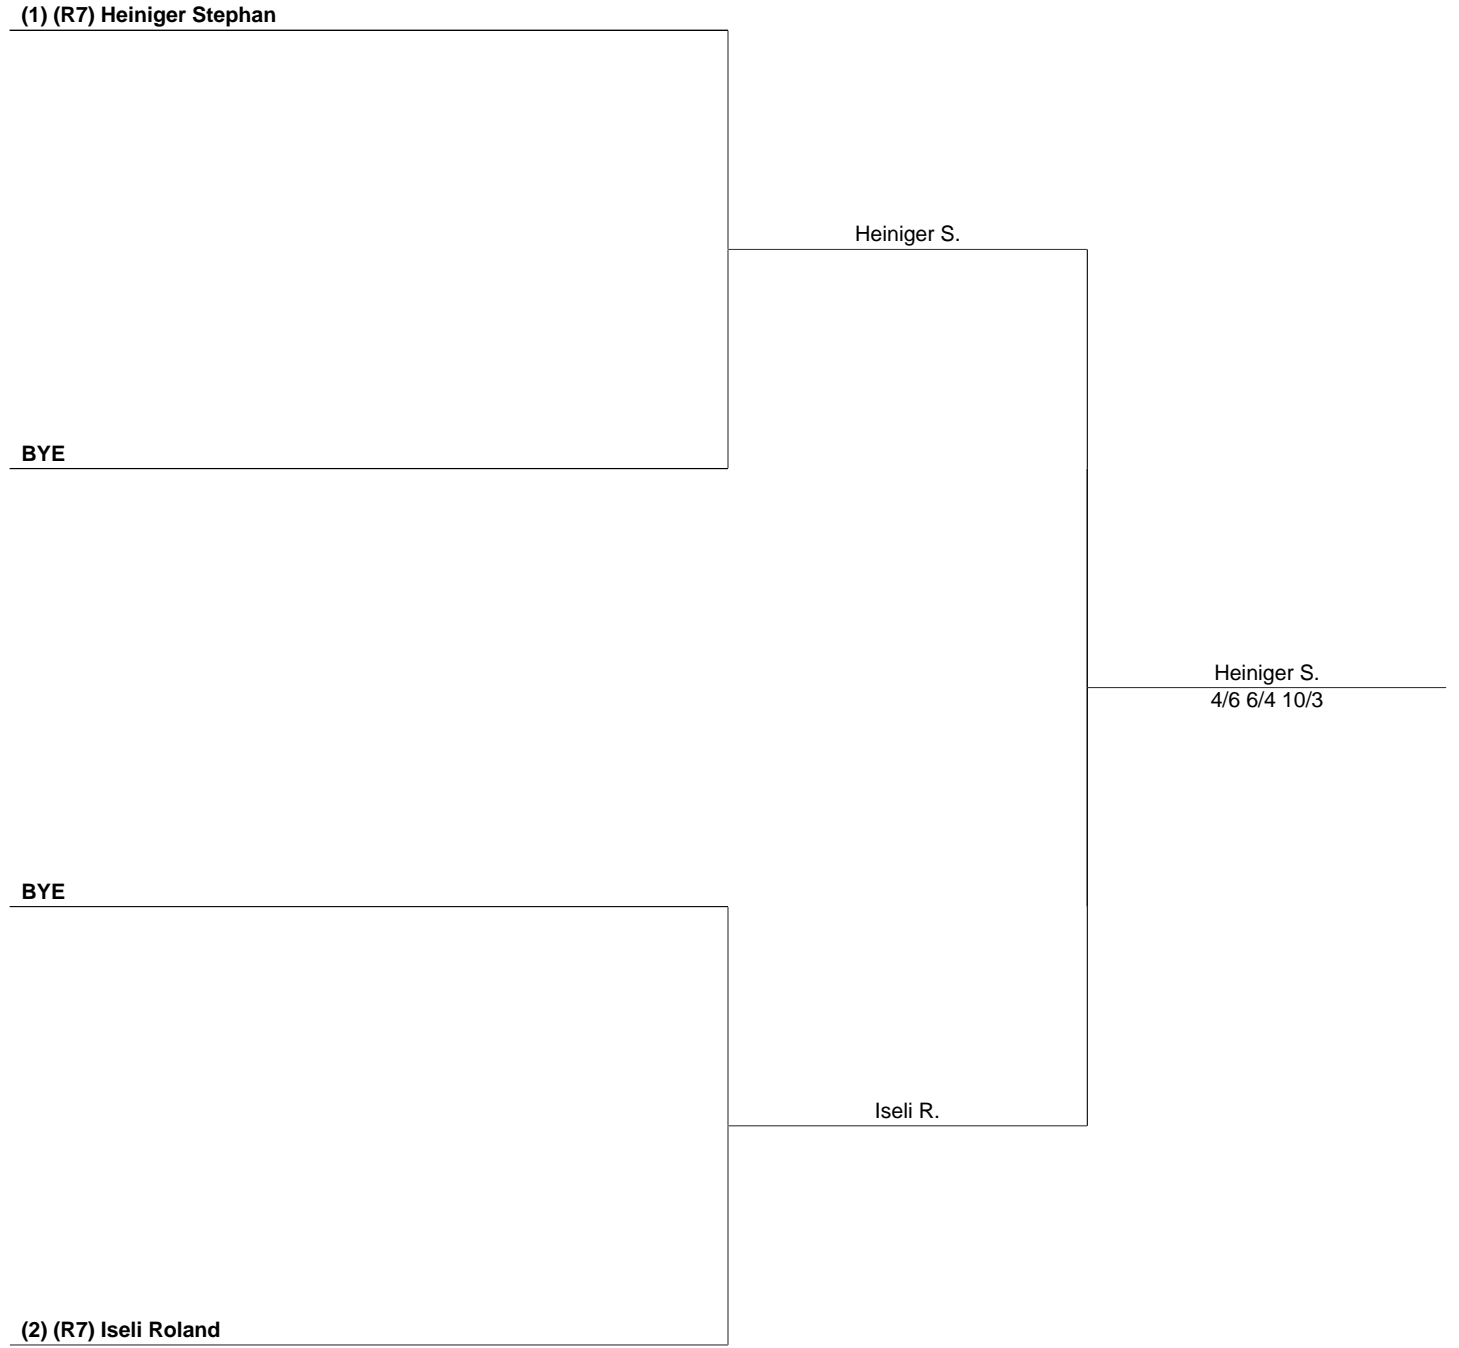 (1) (R7) Heiniger Stephan
Heiniger S.
BYE
Heiniger S.
4/6 6/4 10/3
BYE
Iseli R.
(2) (R7) Iseli Roland